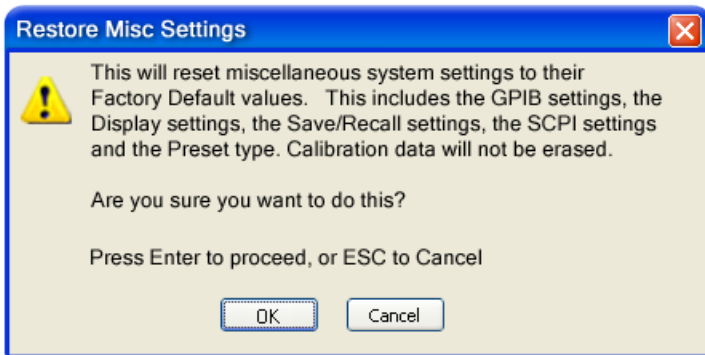 Restore Misc Settings
This will reset miscellaneous system settings to their
Factory Default values.   This includes the GPIB settings, the
Display settings, the Save/Recall settings, the SCPI settings
and the Preset type. Calibration data will not be erased.
Are you sure you want to do this?
Press Enter to proceed, or ESC to Cancel
OK
Cancel